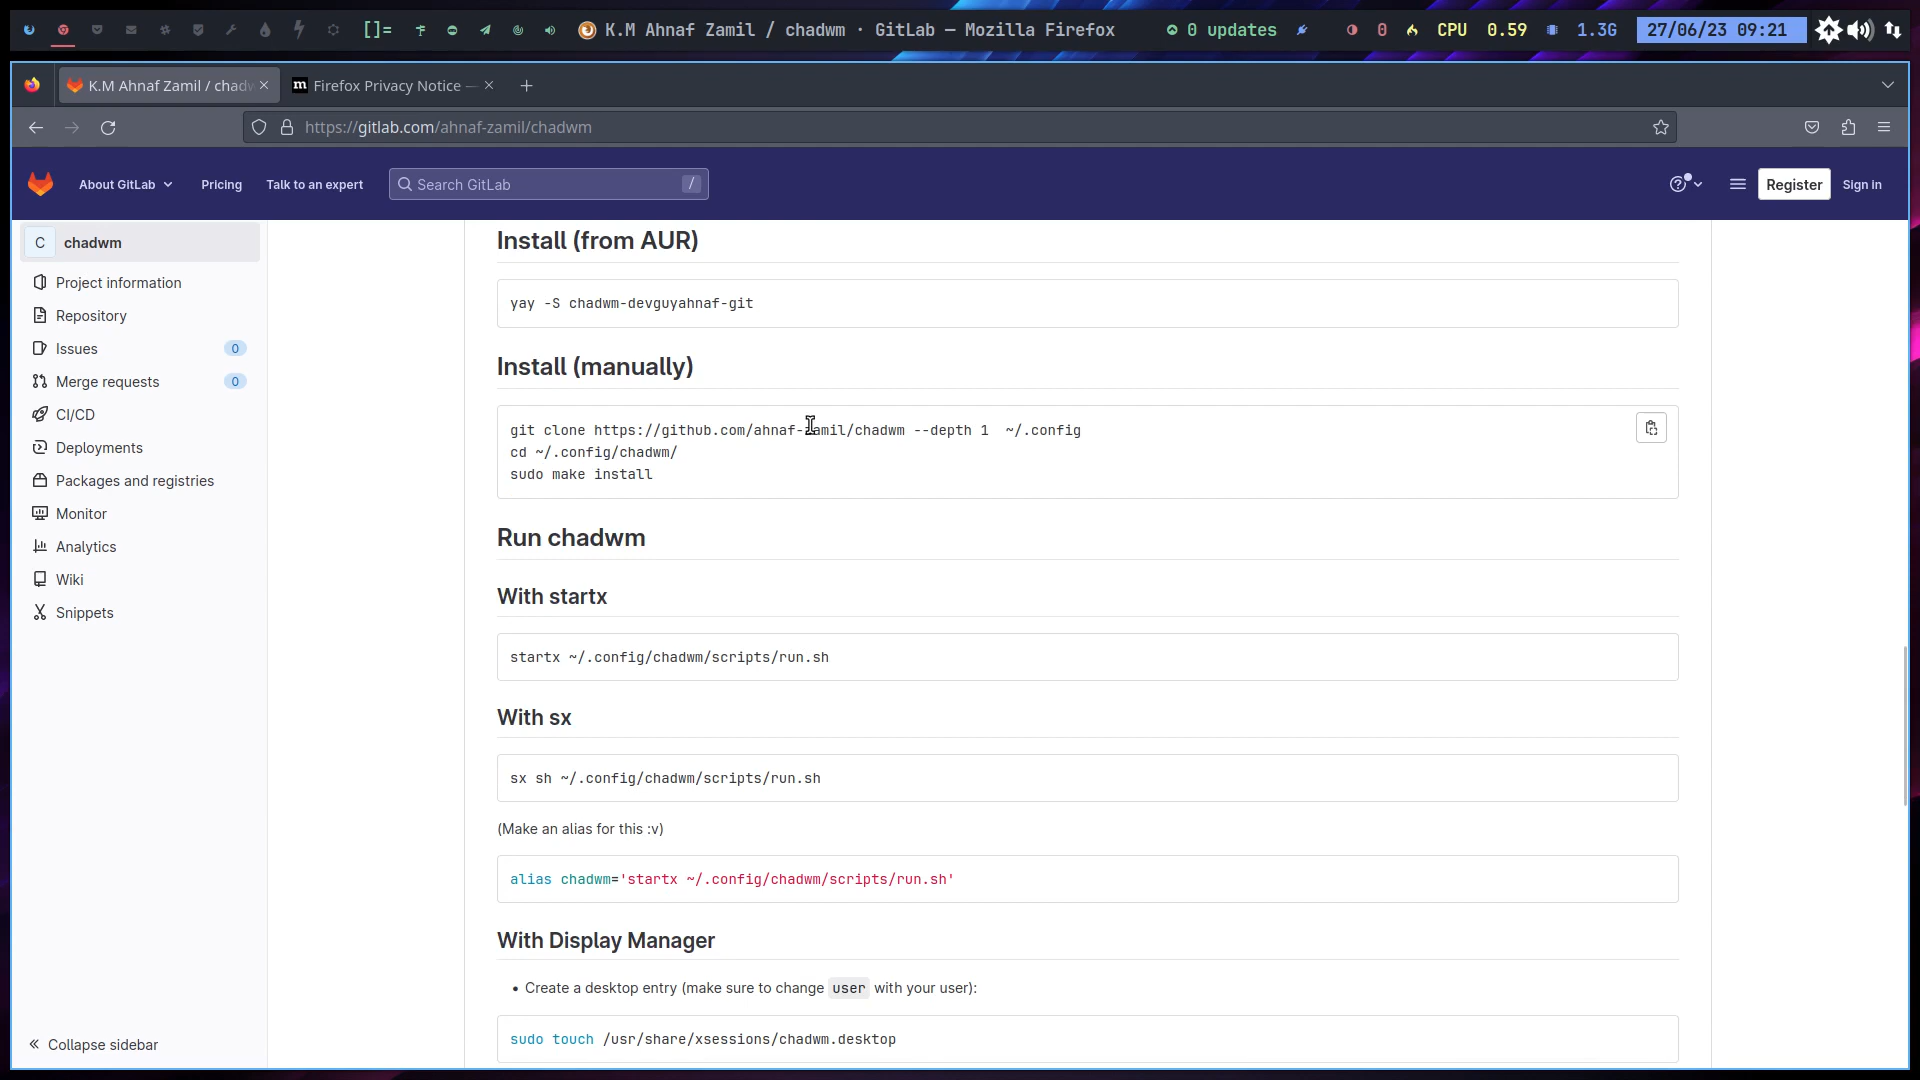 []=
K.M Ahnaf Zamil / chadwm · GitLab — Mozilla Firefox
0 updates
0
CPU 0.59
1.3G
27/06/23 09:21
K.M Ahnaf Zamil / chadw
Firefox Privacy Notice —
https://gitlab.com/ahnaf-zamil/chadwm
About GitLab
Pricing
Talk to an expert
Search GitLab
/
Register
Sign in
C
chadwm
Project information
Repository
Issues
0
Merge requests
0
CI/CD
Deployments
Packages and registries
Monitor
Analytics
Wiki
Snippets
Collapse sidebar
Install (from AUR)
yay -S chadwm-devguyahnaf-git
Install (manually)
git clone https://github.com/ahnaf-zamil/chadwm --depth 1  ~/.config
cd ~/.config/chadwm/
sudo make install
Run chadwm
With startx
startx ~/.config/chadwm/scripts/run.sh
With sx
sx sh ~/.config/chadwm/scripts/run.sh
(Make an alias for this :v)
alias chadwm='startx ~/.config/chadwm/scripts/run.sh'
With Display Manager
• Create a desktop entry (make sure to change user with your user):
sudo touch /usr/share/xsessions/chadwm.desktop